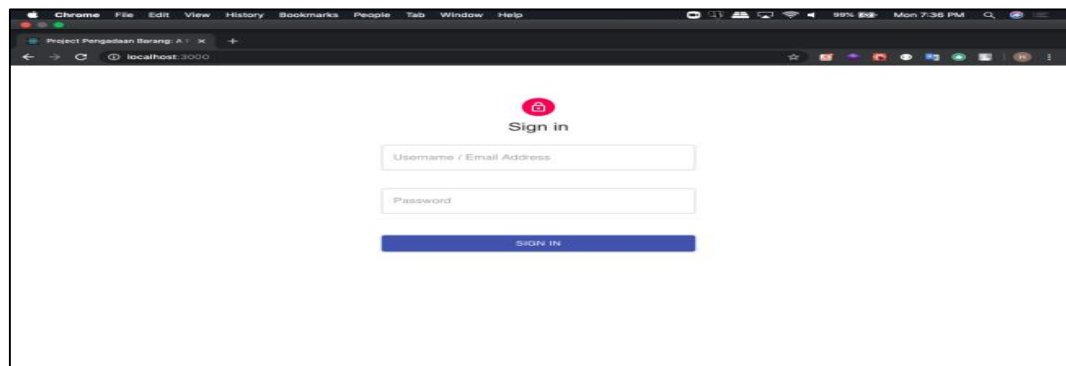 Chrome File Edit View History Bookmarks People Tab Window Help 99% Mon 7:36 PM
Project Pengadaan Barang: A
localhost:3000
Sign in
Username / Email Address
Password
SIGN IN